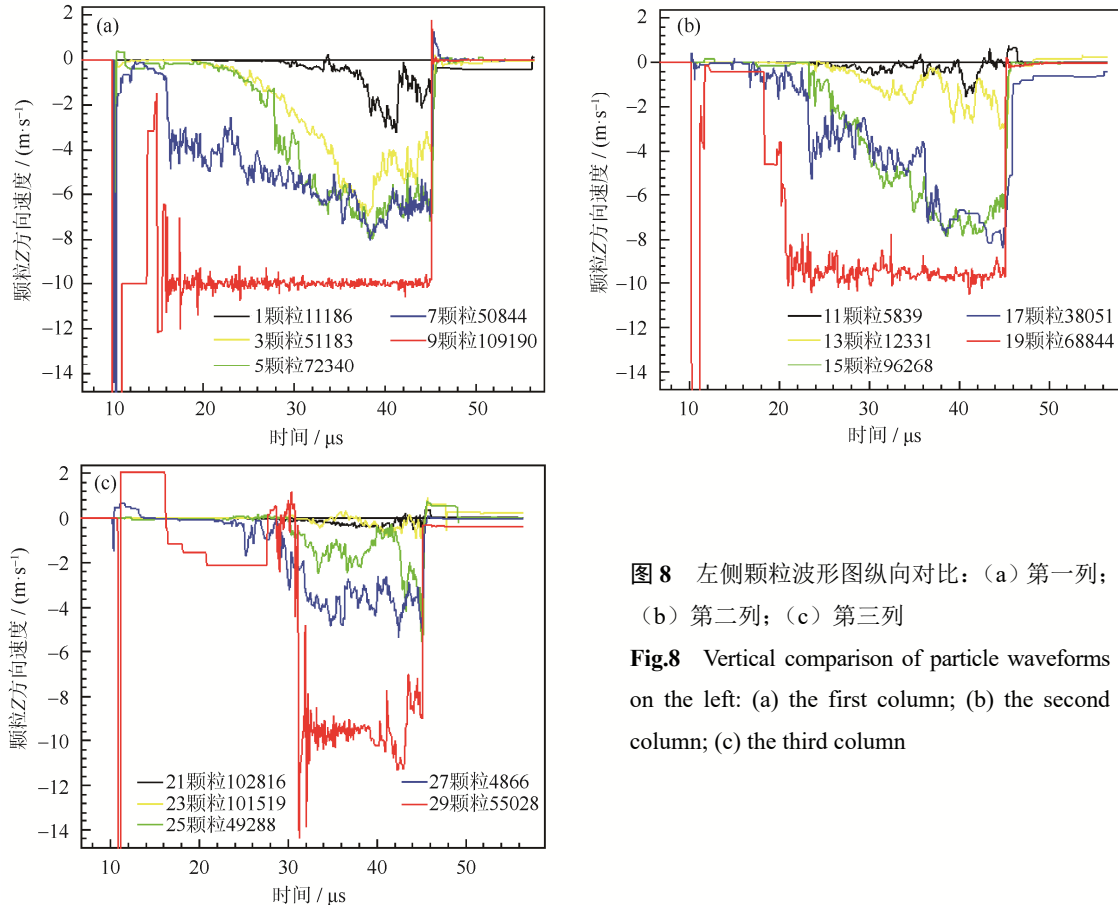 (a)
2
0
−2
−4
−6
−8
−10
−12
−14
颗粒Z方向速度 / (m·s⁻¹)
1颗粒11186
7颗粒50844
3颗粒51183
9颗粒109190
5颗粒72340
10
20
30
40
50
时间 / μs
(b)
2
0
−2
−4
−6
−8
−10
−12
−14
颗粒Z方向速度 / (m·s⁻¹)
11颗粒5839
17颗粒38051
13颗粒12331
19颗粒68844
15颗粒96268
10
20
30
40
50
时间 / μs
(c)
2
0
−2
−4
−6
−8
−10
−12
−14
颗粒Z方向速度 / (m·s⁻¹)
21颗粒102816
27颗粒4866
23颗粒101519
29颗粒55028
25颗粒49288
10
20
30
40
50
时间 / μs
图 8 左侧颗粒波形图纵向对比：（a）第一列；
（b）第二列；（c）第三列
Fig.8 Vertical comparison of particle waveforms
on the left: (a) the first column; (b) the second
column; (c) the third column